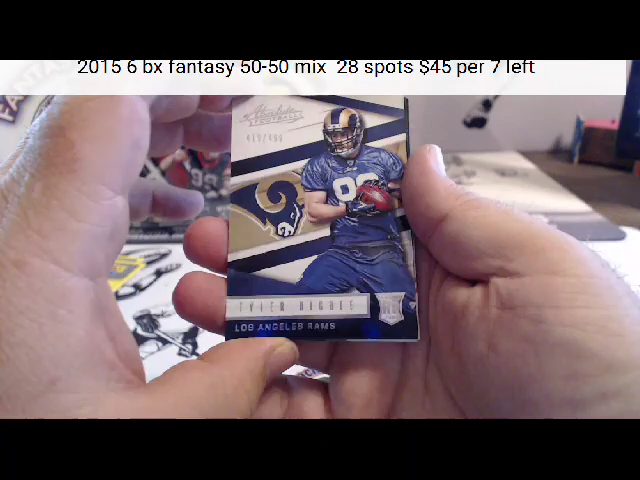 2015 6 bx fantasy 50-50 mix 28 spots $45 per 7 left
Absolute
FOOTBALL
TYLER HIGBEE
LOS ANGELES RAMS